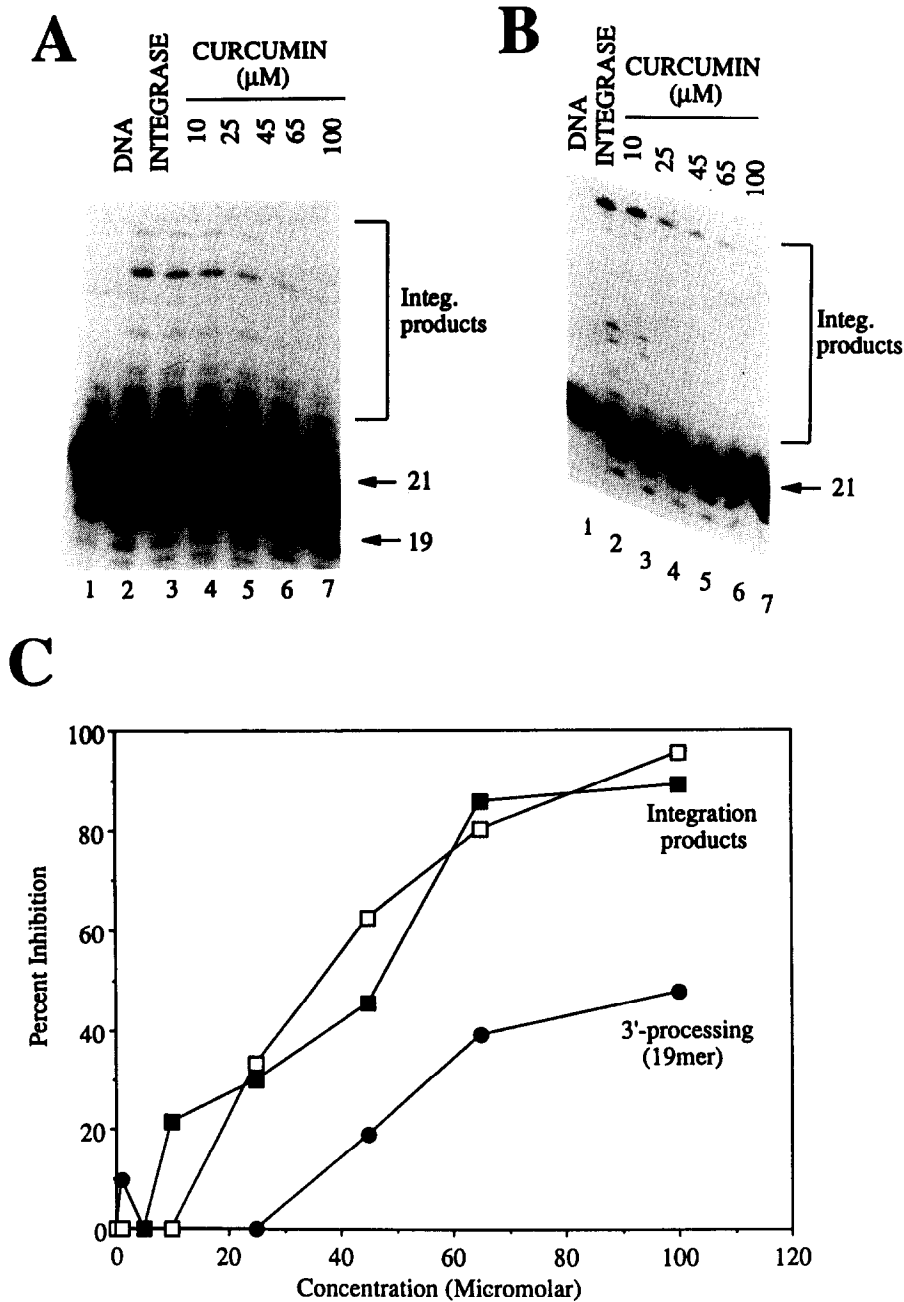 A
DNA
INTEGRASE
CURCUMIN
(µM)
10
25
45
65
100
Integ.
products
21
19
1 2 3 4 5 6 7
B
DNA
INTEGRASE
CURCUMIN
(µM)
10
25
45
65
100
Integ.
products
21
1 2 3 4 5 6 7
C
Percent Inhibition
100
80
60
40
20
0
Integration
products
3'-processing
(19mer)
0 20 40 60 80 100 120
Concentration (Micromolar)